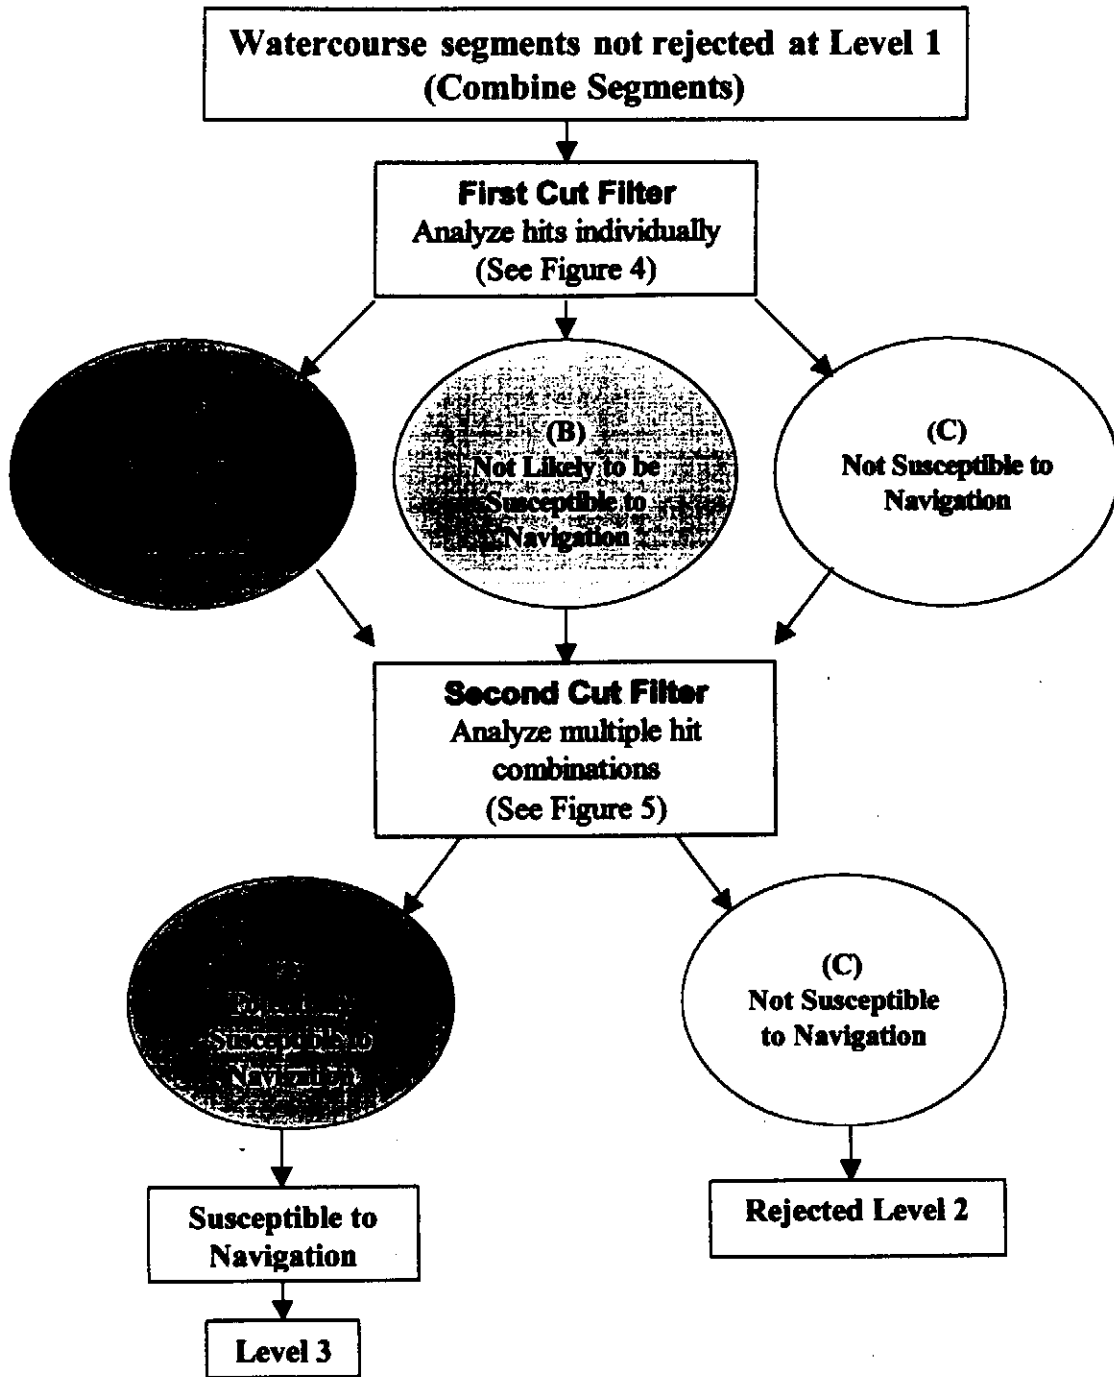 Watercourse segments not rejected at Level 1
(Combine Segments)
First Cut Filter
Analyze hits individually
(See Figure 4)
(B)
Not Likely to be
Susceptible to
Navigation
(C)
Not Susceptible to
Navigation
Second Cut Filter
Analyze multiple hit
combinations
(See Figure 5)
Susceptible to
Navigation
(C)
Not Susceptible
to Navigation
Susceptible to
Navigation
Rejected Level 2
Level 3